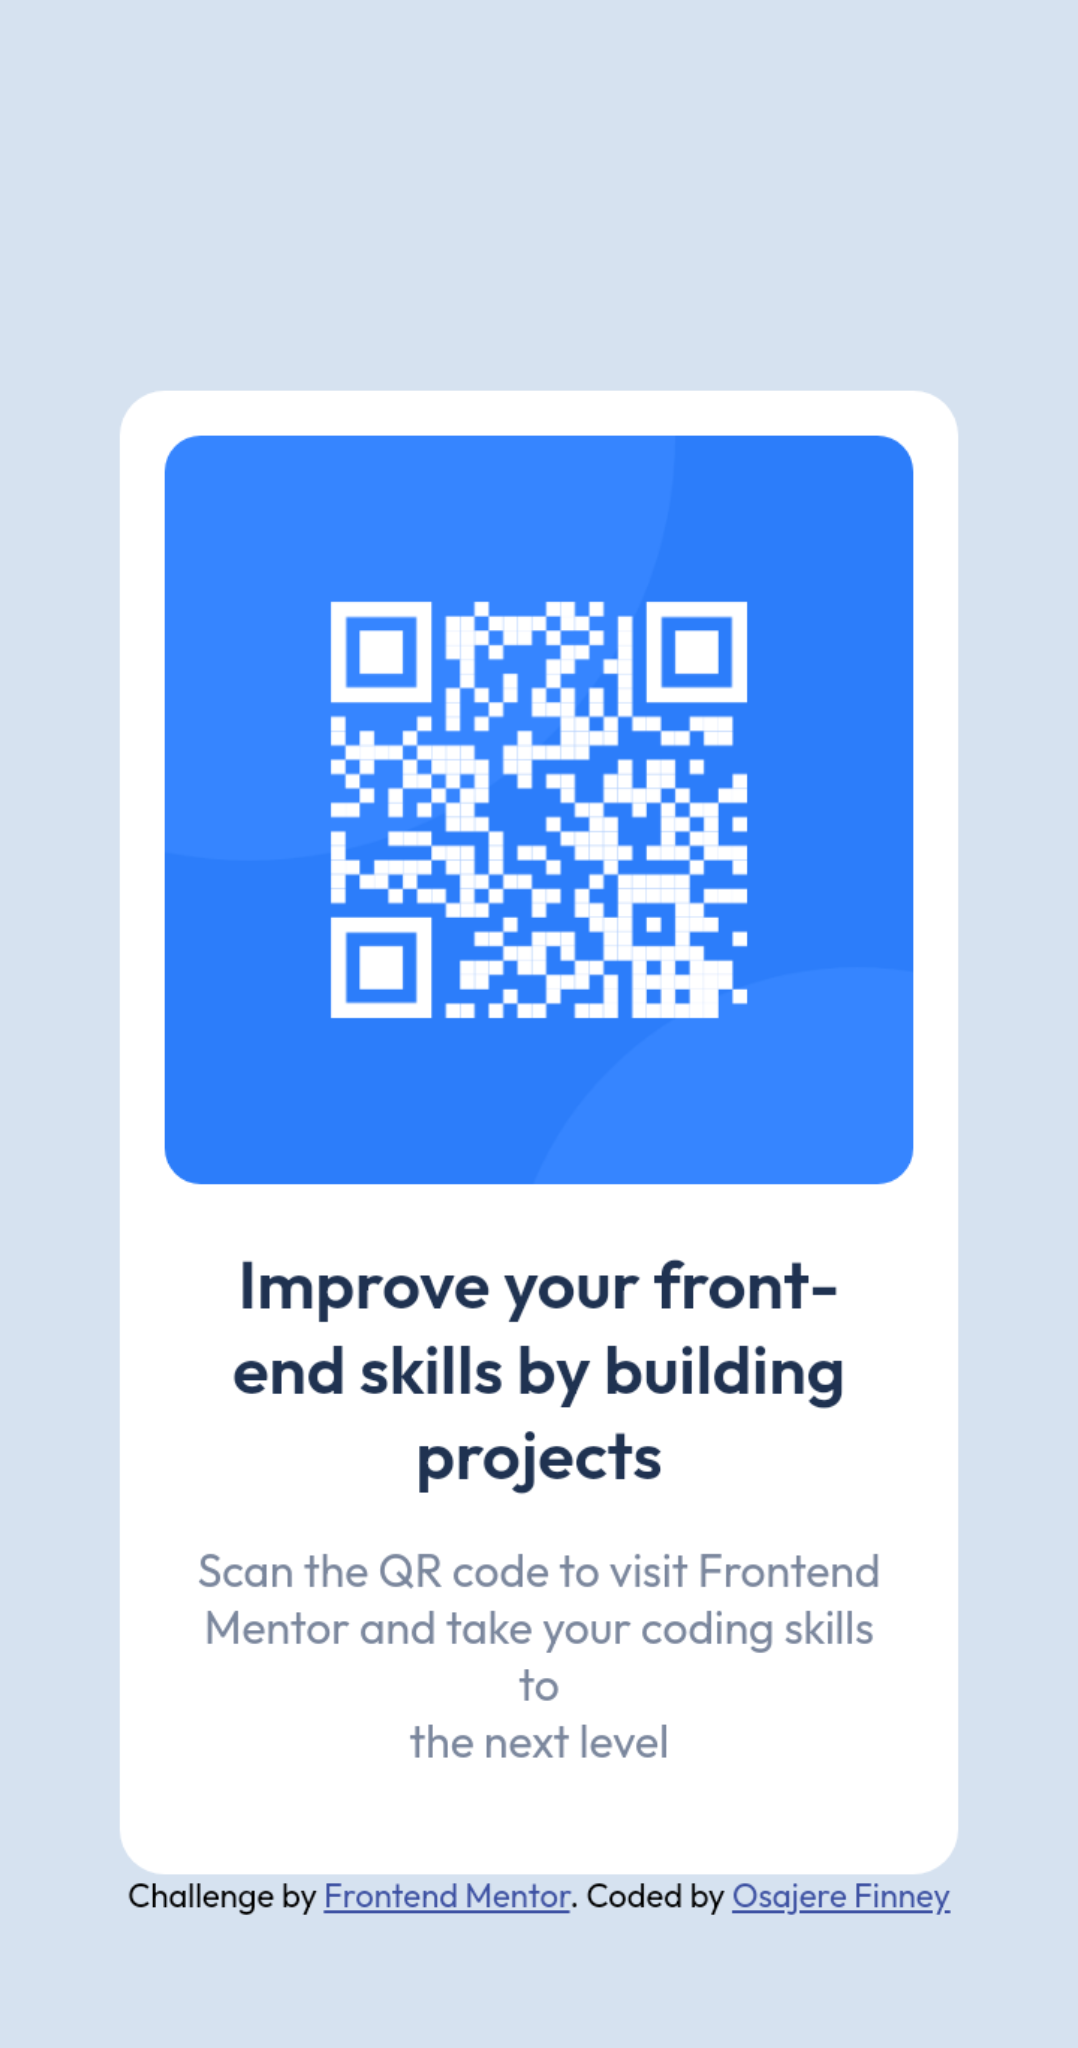 Improve your front-
end skills by building
projects
Scan the QR code to visit Frontend
Mentor and take your coding skills
to
the next level
Challenge by Frontend Mentor. Coded by Osajere Finney